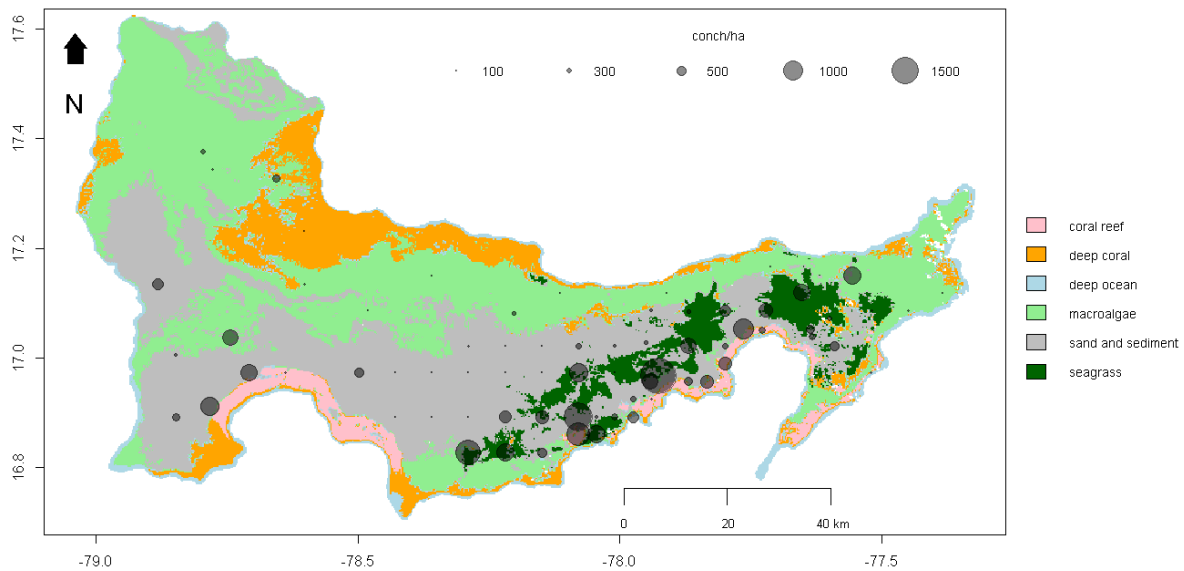 conch/ha
100 300 500 1000 1500
N
17.6
17.4
17.2
17.0
16.8
coral reef
deep coral
deep ocean
macroalgae
sand and sediment
seagrass
0 20 40 km
-79.0 -78.5 -78.0 -77.5